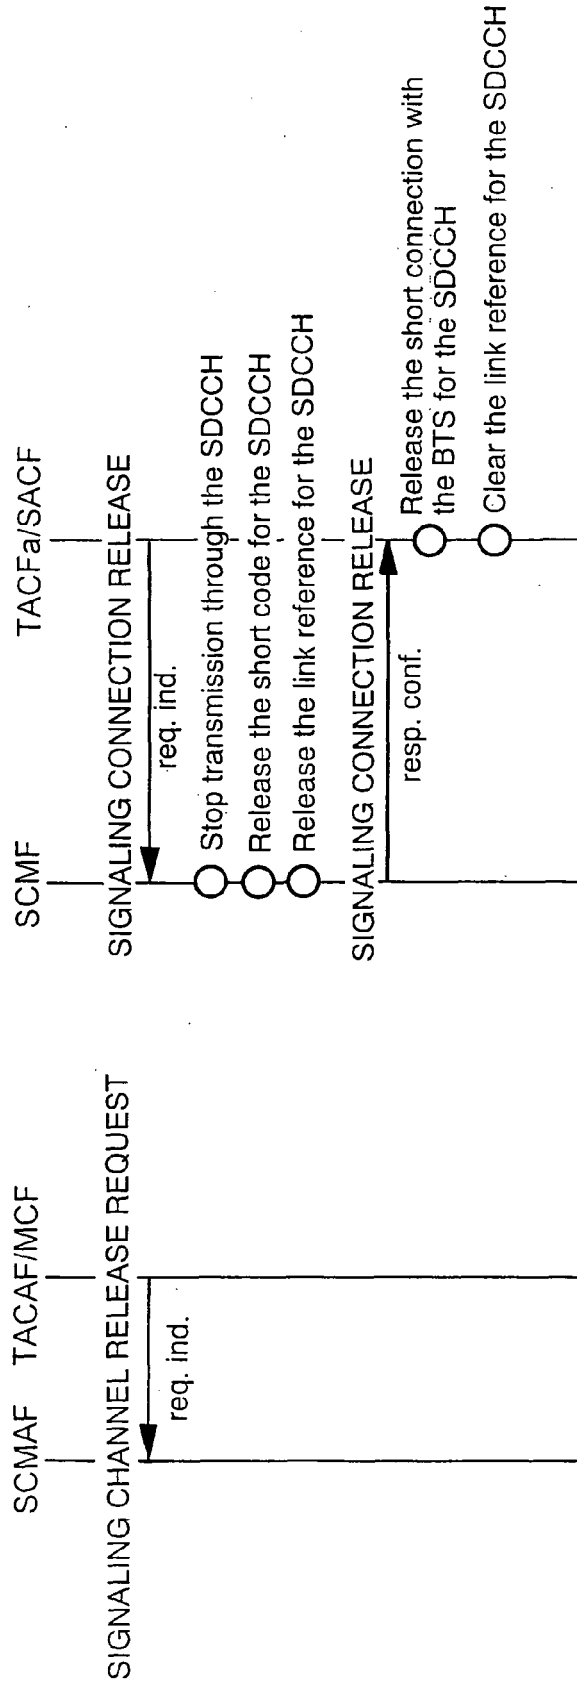 SCMAF TACAF/MCF
SIGNALING CHANNEL RELEASE REQUEST
req. ind.
SCMF TACFa/SACF
SIGNALING CONNECTION RELEASE
req. ind.
Stop transmission through the SDCCH
Release the short code for the SDCCH
Release the link reference for the SDCCH
SIGNALING CONNECTION RELEASE
resp. conf.
Release the short connection with
the BTS for the SDCCH
Clear the link reference for the SDCCH